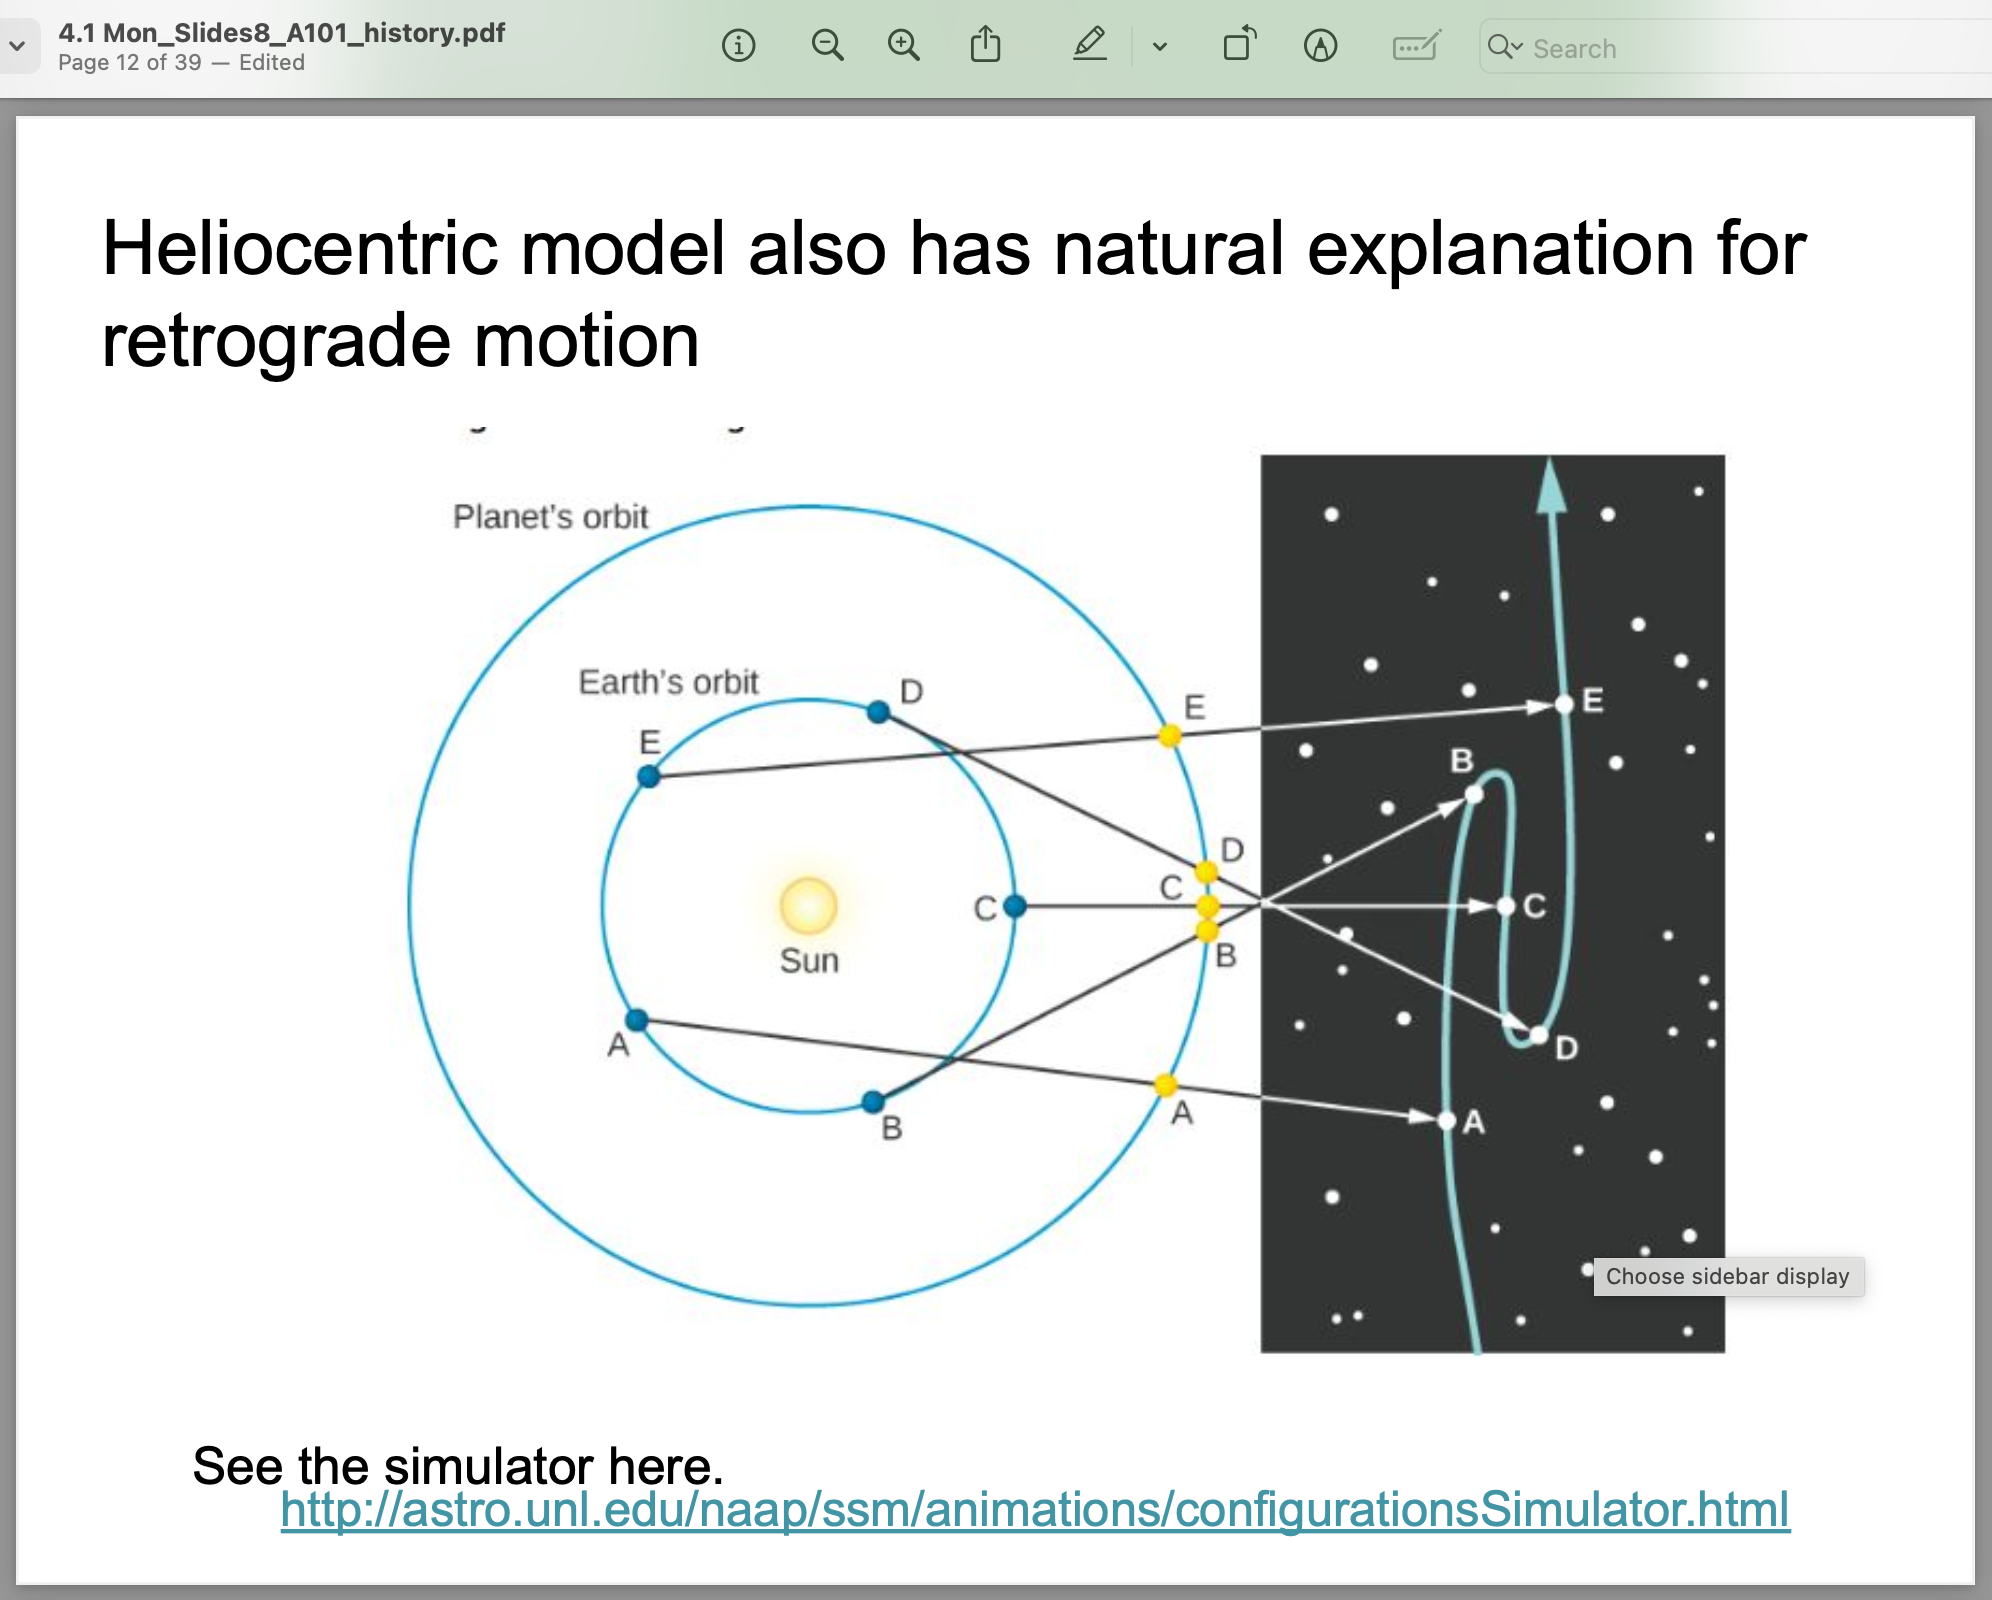 4.1 Mon_Slides8_A101_history.pdf
Page 12 of 39 — Edited
Search
Heliocentric model also has natural explanation for
retrograde motion
Planet's orbit
Earth's orbit
D
E
E
E
B
D
C
C
C
Sun
B
D
A
A
A
B
Choose sidebar display
See the simulator here.
http://astro.unl.edu/naap/ssm/animations/configurationsSimulator.html